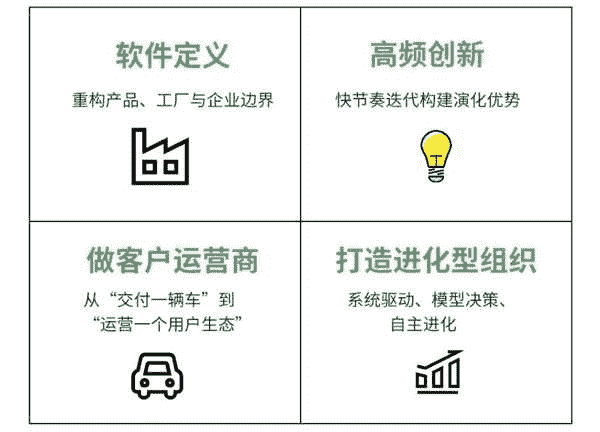 软件定义
重构产品、工厂与企业边界
高频创新
快节奏迭代构建演化优势
做客户运营商
从“交付一辆车”到
“运营一个用户生态”
打造进化型组织
系统驱动、模型决策、
自主进化